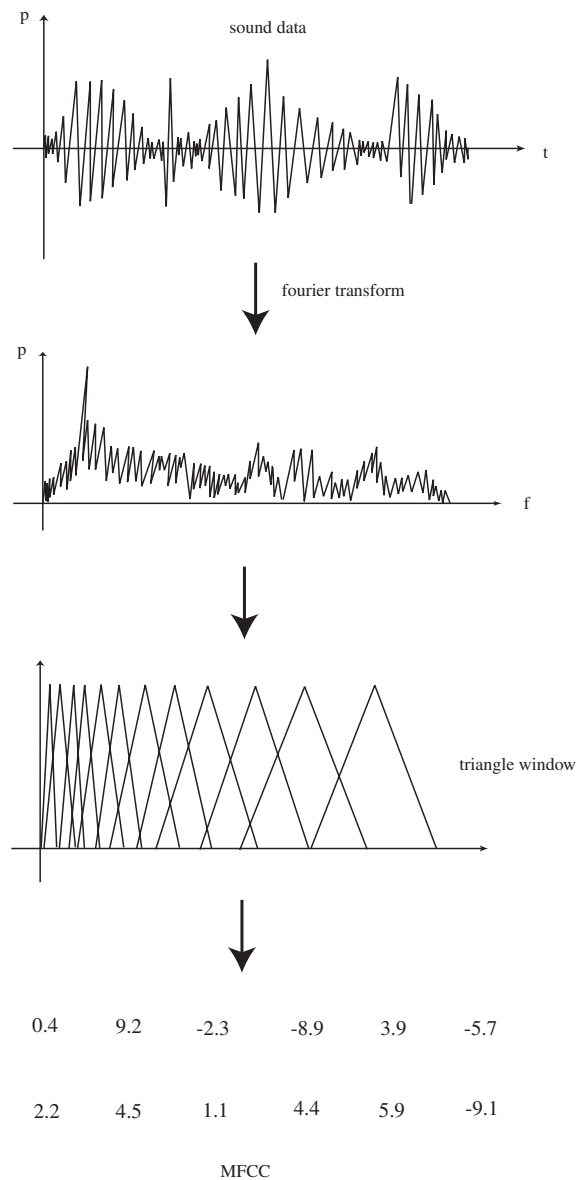 p
sound data
t
fourier transform
p
f
triangle window
0.4 9.2 -2.3 -8.9 3.9 -5.7
2.2 4.5 1.1 4.4 5.9 -9.1
MFCC